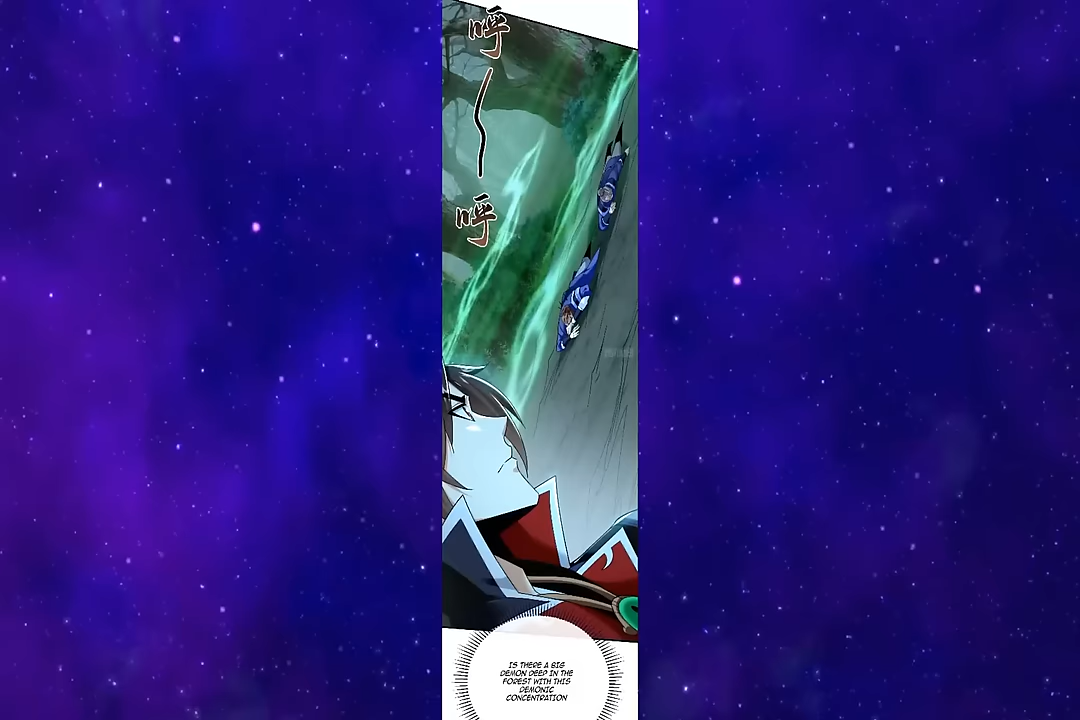 呼
呼
IS THERE A BIG
DEMON DEEP IN THE
FOREST WITH THIS
DEMONIC
CONCENTRATION